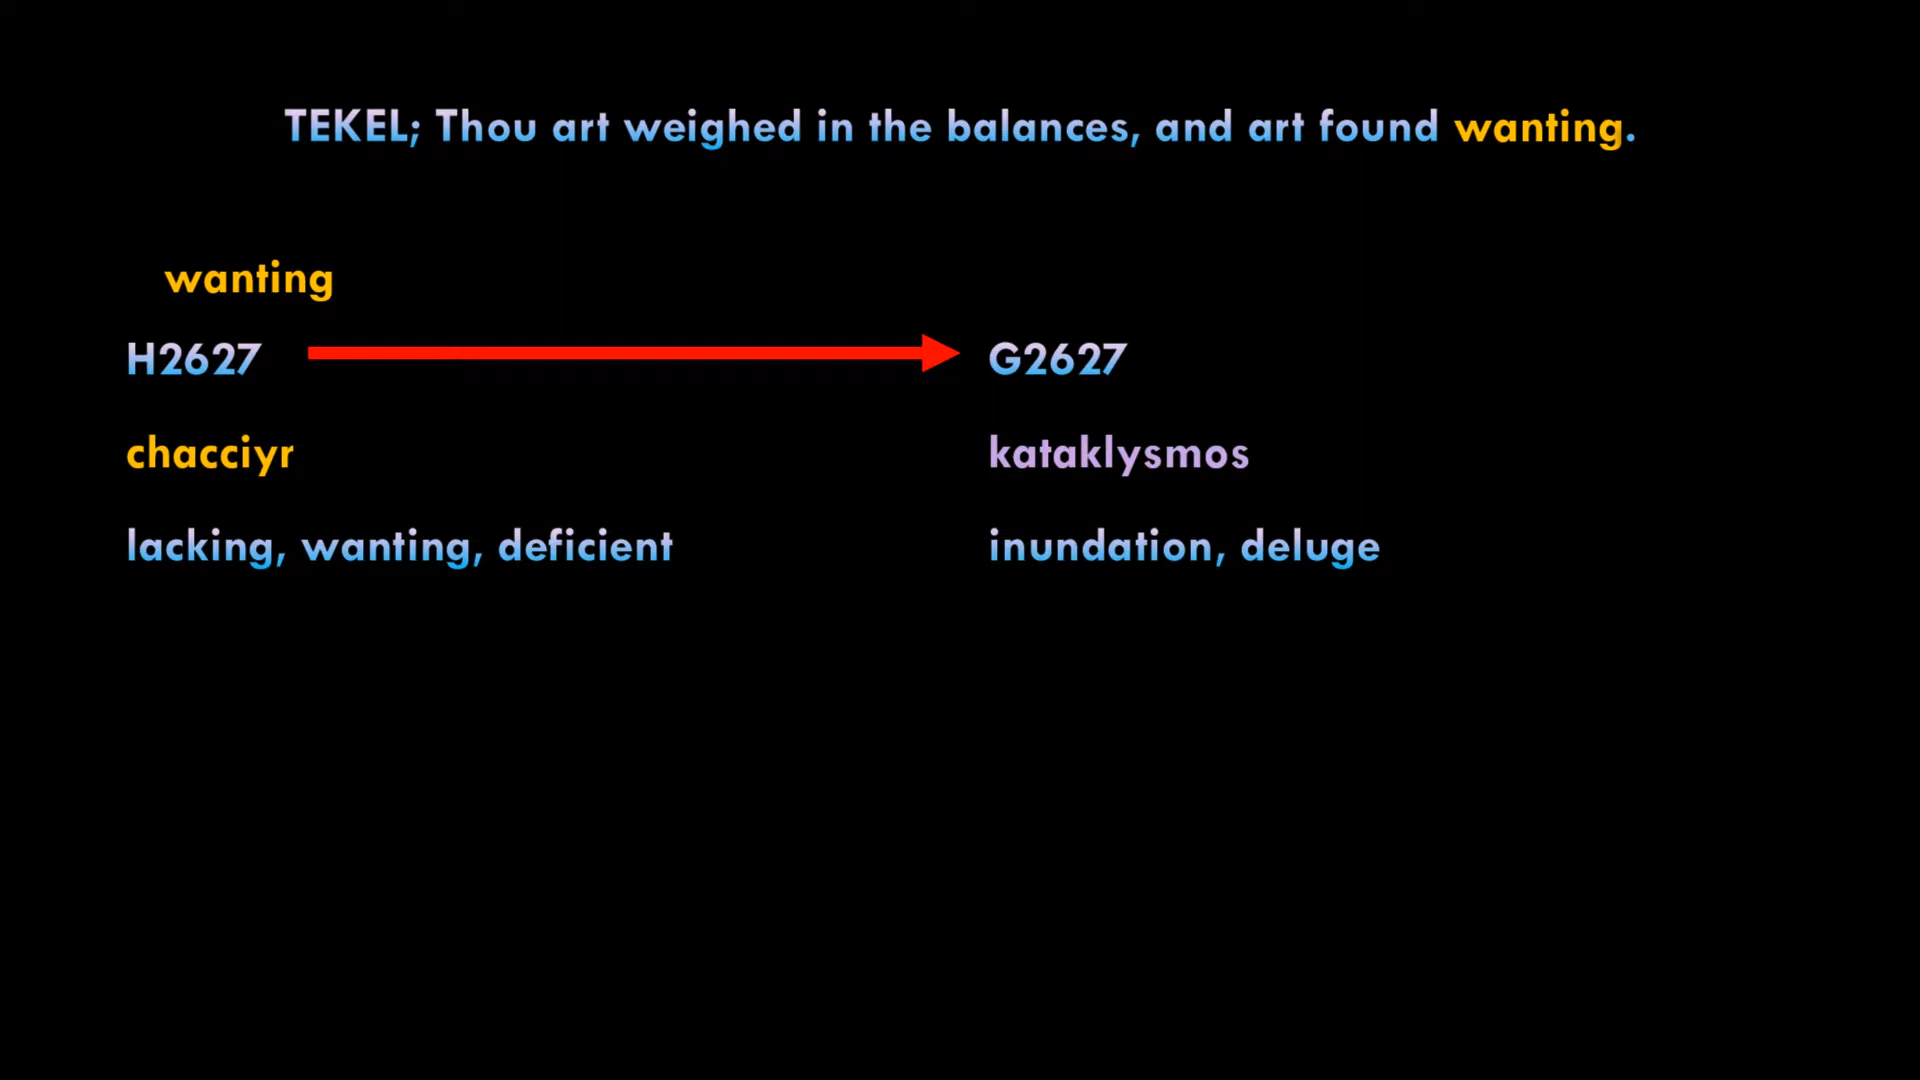 TEKEL; Thou art weighed in the balances, and art found wanting.
wanting
H2627 G2627
chacciyr kataklysmos
lacking, wanting, deficient inundation, deluge